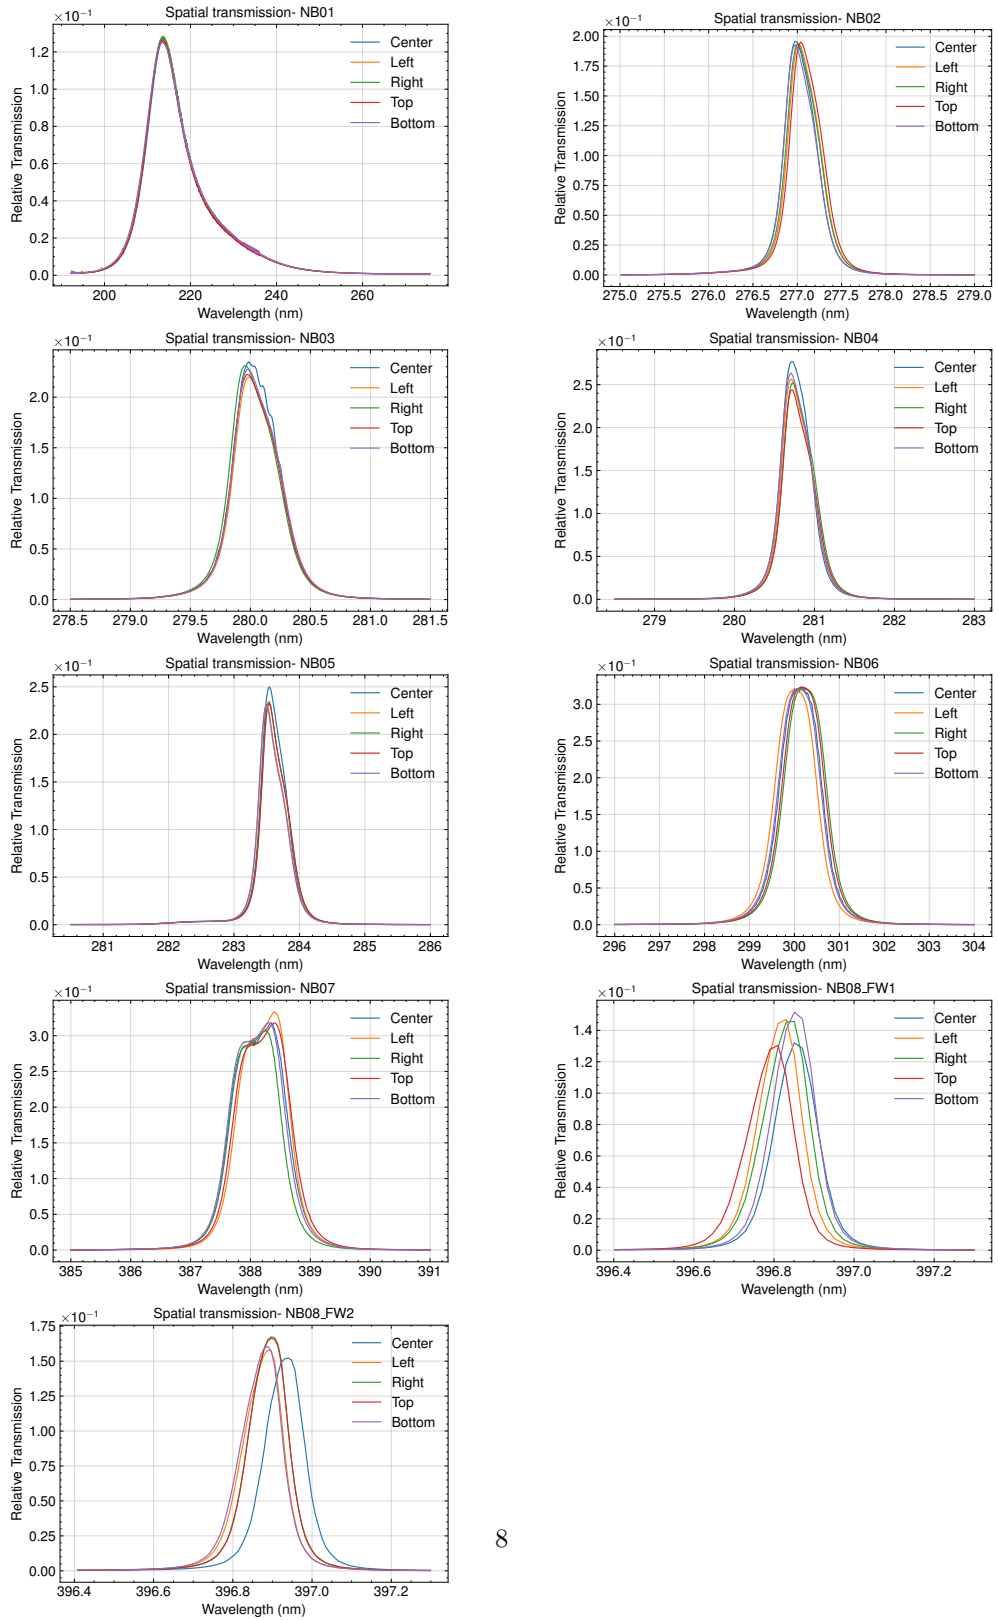 Spatial transmission- NB01
×10⁻¹
1.2
1.0
0.8
0.6
0.4
0.2
0.0
Relative Transmission
Center
Left
Right
Top
Bottom
200 220 240 260
Wavelength (nm)
Spatial transmission- NB02
×10⁻¹
2.00
1.75
1.50
1.25
1.00
0.75
0.50
0.25
0.00
Relative Transmission
Center
Left
Right
Top
Bottom
275.0 275.5 276.0 276.5 277.0 277.5 278.0 278.5 279.0
Wavelength (nm)
Spatial transmission- NB03
×10⁻¹
2.0
1.5
1.0
0.5
0.0
Relative Transmission
Center
Left
Right
Top
Bottom
278.5 279.0 279.5 280.0 280.5 281.0 281.5
Wavelength (nm)
Spatial transmission- NB04
×10⁻¹
2.5
2.0
1.5
1.0
0.5
0.0
Relative Transmission
Center
Left
Right
Top
Bottom
279 280 281 282 283
Wavelength (nm)
Spatial transmission- NB05
×10⁻¹
2.5
2.0
1.5
1.0
0.5
0.0
Relative Transmission
Center
Left
Right
Top
Bottom
281 282 283 284 285 286
Wavelength (nm)
Spatial transmission- NB06
×10⁻¹
3.0
2.5
2.0
1.5
1.0
0.5
0.0
Relative Transmission
Center
Left
Right
Top
Bottom
296 297 298 299 300 301 302 303 304
Wavelength (nm)
Spatial transmission- NB07
×10⁻¹
3.0
2.5
2.0
1.5
1.0
0.5
0.0
Relative Transmission
Center
Left
Right
Top
Bottom
385 386 387 388 389 390 391
Wavelength (nm)
Spatial transmission- NB08_FW1
×10⁻¹
1.4
1.2
1.0
0.8
0.6
0.4
0.2
0.0
Relative Transmission
Center
Left
Right
Top
Bottom
396.4 396.6 396.8 397.0 397.2
Wavelength (nm)
Spatial transmission- NB08_FW2
×10⁻¹
1.75
1.50
1.25
1.00
0.75
0.50
0.25
0.00
Relative Transmission
Center
Left
Right
Top
Bottom
396.4 396.6 396.8 397.0 397.2
Wavelength (nm)
8